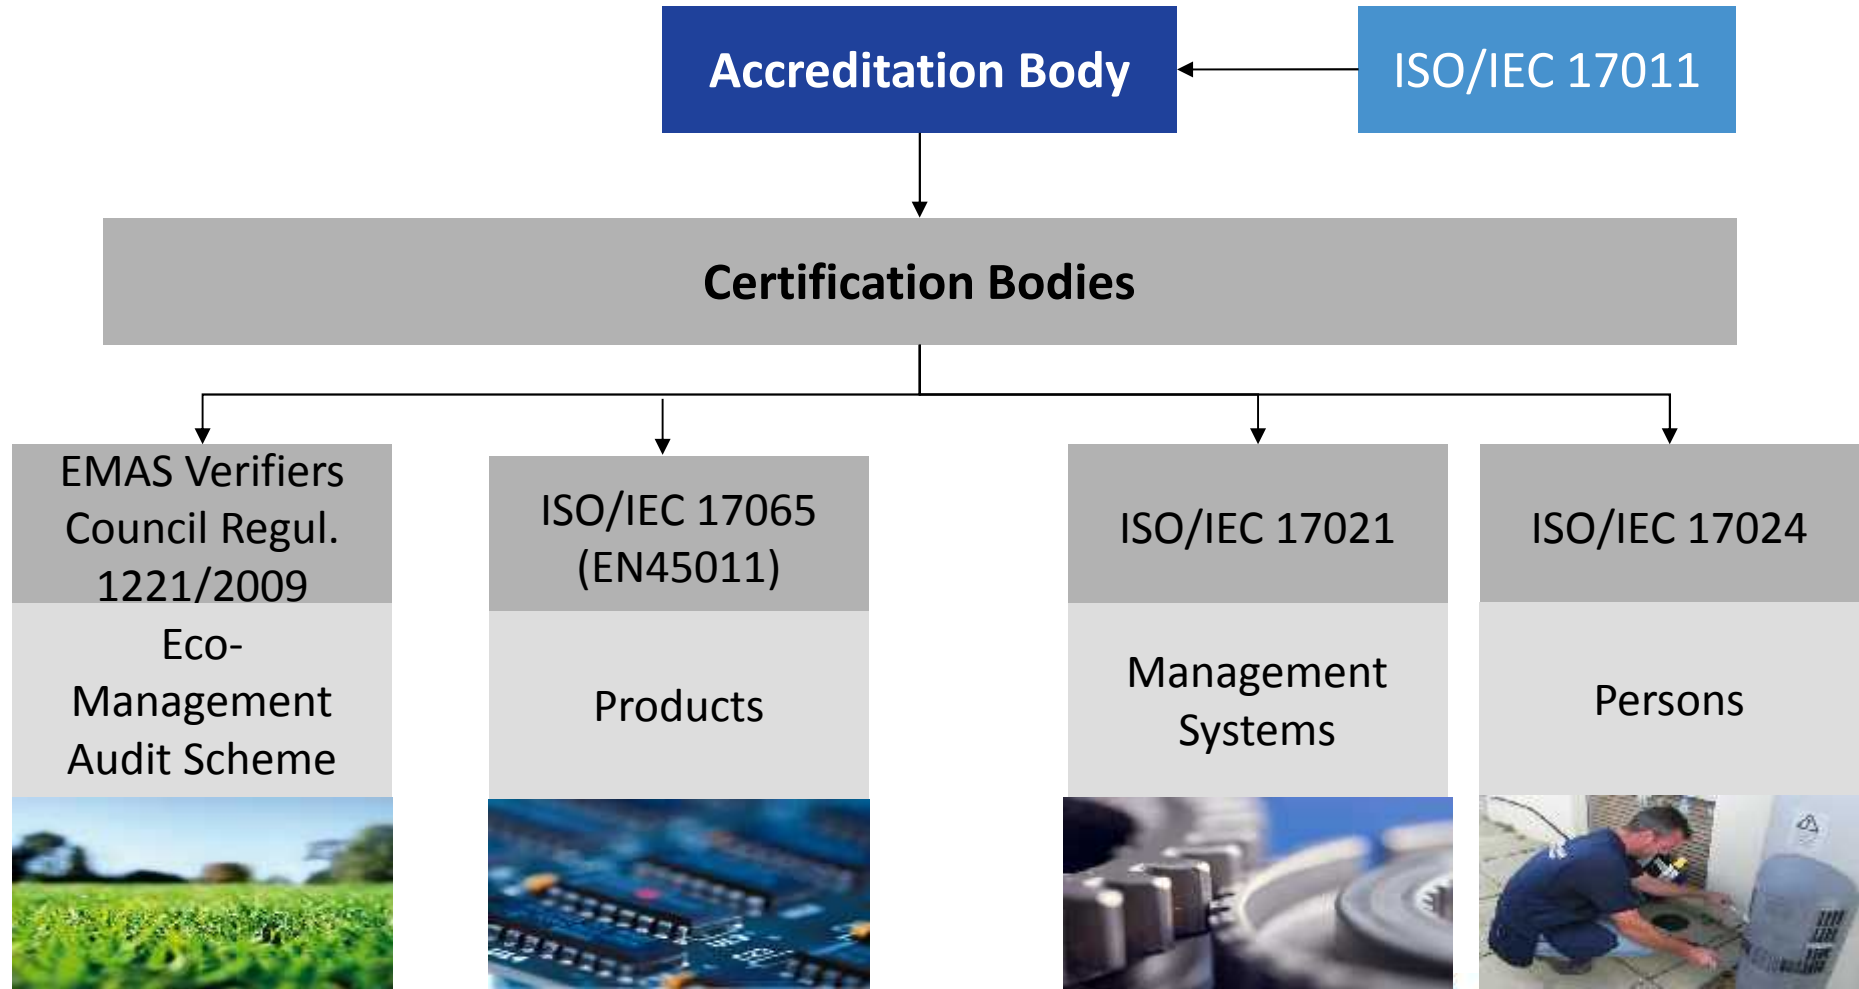 Accreditation Body
ISO/IEC 17011
Certification Bodies
EMAS Verifiers
Council Regul.
1221/2009
Eco-
Management
Audit Scheme
ISO/IEC 17065
(EN45011)
Products
ISO/IEC 17021
Management
Systems
ISO/IEC 17024
Persons